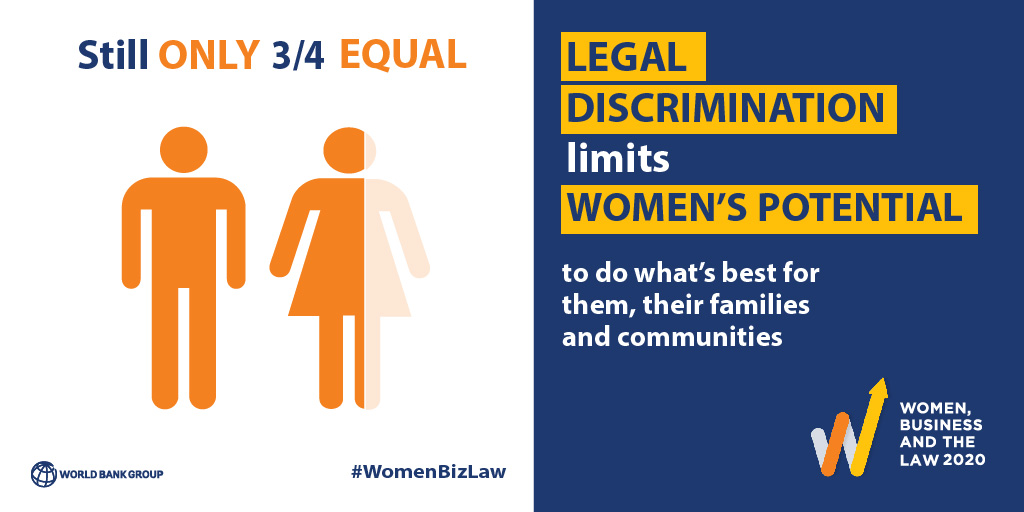 Still ONLY 3/4 EQUAL
WORLD BANK GROUP
#WomenBizLaw
LEGAL
DISCRIMINATION
limits
WOMEN’S POTENTIAL
to do what’s best for
them, their families
and communities
WOMEN,
BUSINESS
AND THE
LAW 2020